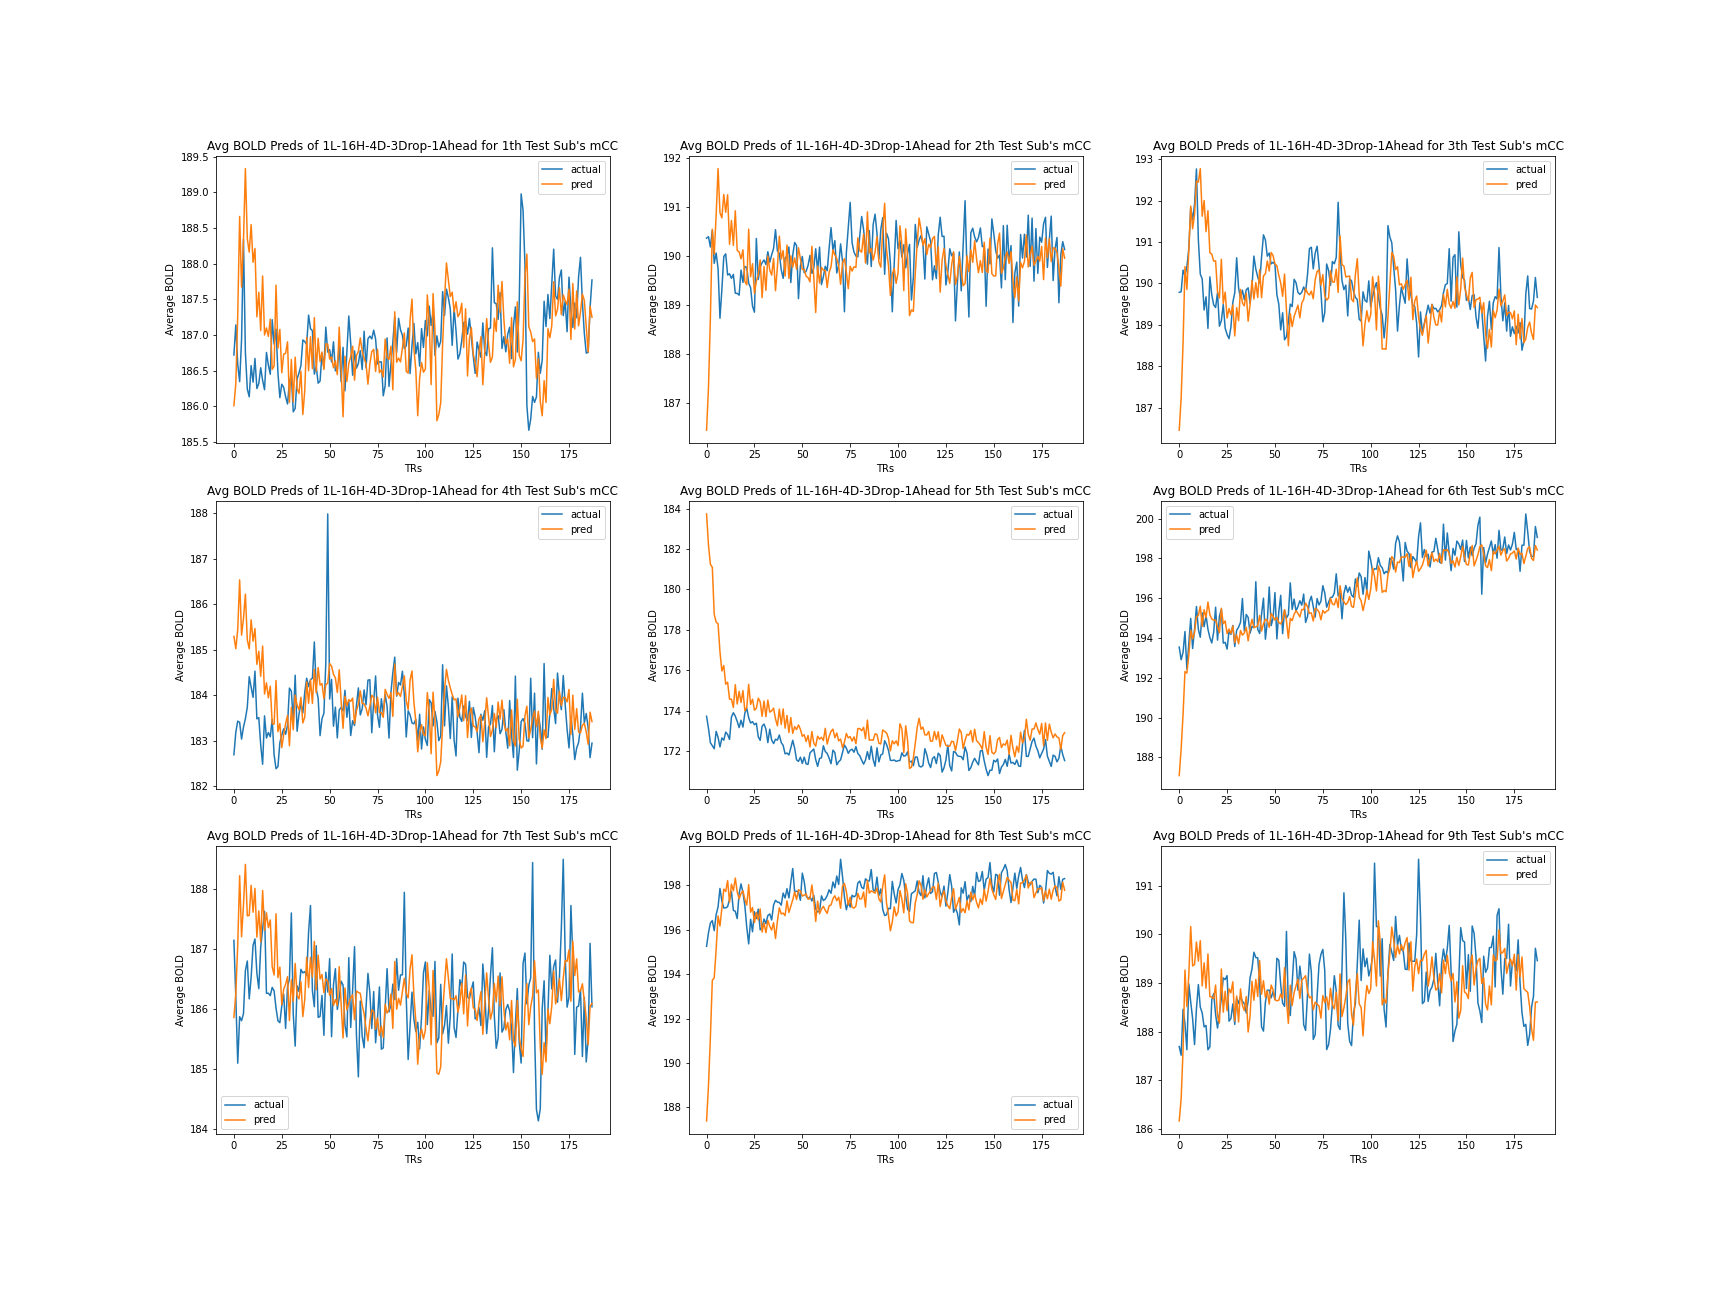 Avg BOLD Preds of 1L-16H-4D-3Drop-1Ahead for 1th Test Sub's mCC
189.5
189.0
188.5
188.0
187.5
187.0
186.5
186.0
185.5
Average BOLD
actual
pred
0 25 50 75 100 125 150 175
TRs
Avg BOLD Preds of 1L-16H-4D-3Drop-1Ahead for 2th Test Sub's mCC
192
191
190
189
188
187
Average BOLD
actual
pred
0 25 50 75 100 125 150 175
TRs
Avg BOLD Preds of 1L-16H-4D-3Drop-1Ahead for 3th Test Sub's mCC
193
192
191
190
189
188
187
Average BOLD
actual
pred
0 25 50 75 100 125 150 175
TRs
Avg BOLD Preds of 1L-16H-4D-3Drop-1Ahead for 4th Test Sub's mCC
188
187
186
185
184
183
182
Average BOLD
actual
pred
0 25 50 75 100 125 150 175
TRs
Avg BOLD Preds of 1L-16H-4D-3Drop-1Ahead for 5th Test Sub's mCC
184
182
180
178
176
174
172
Average BOLD
actual
pred
0 25 50 75 100 125 150 175
TRs
Avg BOLD Preds of 1L-16H-4D-3Drop-1Ahead for 6th Test Sub's mCC
200
198
196
194
192
190
188
Average BOLD
actual
pred
0 25 50 75 100 125 150 175
TRs
Avg BOLD Preds of 1L-16H-4D-3Drop-1Ahead for 7th Test Sub's mCC
188
187
186
185
184
Average BOLD
actual
pred
0 25 50 75 100 125 150 175
TRs
Avg BOLD Preds of 1L-16H-4D-3Drop-1Ahead for 8th Test Sub's mCC
198
196
194
192
190
188
Average BOLD
actual
pred
0 25 50 75 100 125 150 175
TRs
Avg BOLD Preds of 1L-16H-4D-3Drop-1Ahead for 9th Test Sub's mCC
191
190
189
188
187
186
Average BOLD
actual
pred
0 25 50 75 100 125 150 175
TRs